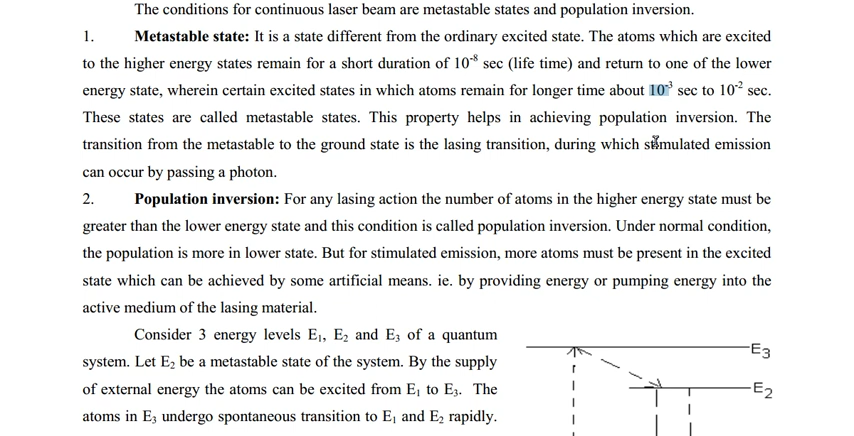 The conditions for continuous laser beam are metastable states and population inversion.
1. Metastable state: It is a state different from the ordinary excited state. The atoms which are excited
to the higher energy states remain for a short duration of 10⁻⁸ sec (life time) and return to one of the lower
energy state, wherein certain excited states in which atoms remain for longer time about 10⁻³ sec to 10⁻² sec.
These states are called metastable states. This property helps in achieving population inversion. The
transition from the metastable to the ground state is the lasing transition, during which stimulated emission
can occur by passing a photon.
2. Population inversion: For any lasing action the number of atoms in the higher energy state must be
greater than the lower energy state and this condition is called population inversion. Under normal condition,
the population is more in lower state. But for stimulated emission, more atoms must be present in the excited
state which can be achieved by some artificial means. ie. by providing energy or pumping energy into the
active medium of the lasing material.
Consider 3 energy levels E₁, E₂ and E₃ of a quantum
system. Let E₂ be a metastable state of the system. By the supply
of external energy the atoms can be excited from E₁ to E₃. The
atoms in E₃ undergo spontaneous transition to E₁ and E₂ rapidly.
E₃
E₂